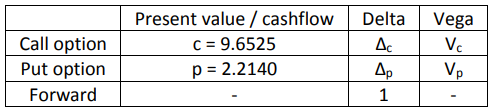 Present value / cashflow Delta Vega
Call option c = 9.6525 Δc Vc
Put option p = 2.2140 Δp Vp
Forward - 1 -